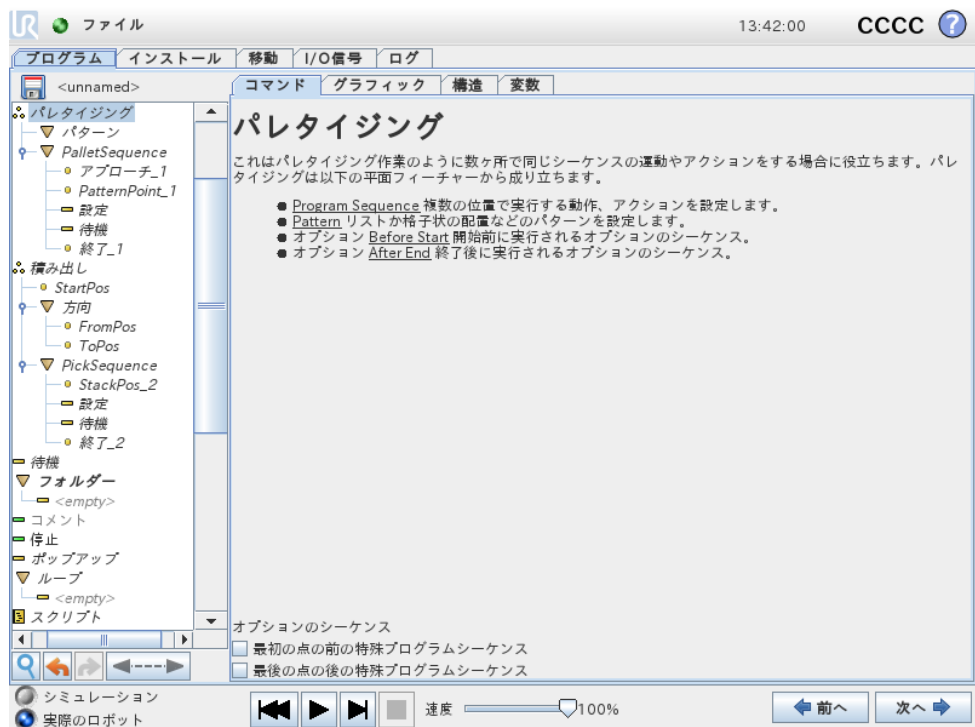 UR ファイル 13:42:00 CCCC ?
プログラム インストール 移動 I/O信号 ログ
<unnamed>
コマンド グラフィック 構造 変数
パレタイジング
パターン
PalletSequence
アプローチ_1
PatternPoint_1
設定
待機
終了_1
積み出し
StartPos
方向
FromPos
ToPos
PickSequence
StackPos_2
設定
待機
終了_2
待機
フォルダー
<empty>
コメント
停止
ポップアップ
ループ
<empty>
スクリプト
パレタイジング
これはパレタイジング作業のように数ヶ所で同じシーケンスの運動やアクションをする場合に役立ちます。パレ
タイジングは以下の平面フィーチャーから成り立ちます。
Program Sequence 複数の位置で実行する動作、アクションを設定します。
Pattern リストか格子状の配置などのパターンを設定します。
オプション Before Start 開始前に実行されるオプションのシーケンス。
オプション After End 終了後に実行されるオプションのシーケンス。
オプションのシーケンス
最初の点の前の特殊プログラムシーケンス
最後の点の後の特殊プログラムシーケンス
シミュレーション
実際のロボット
速度 100%
前へ 次へ